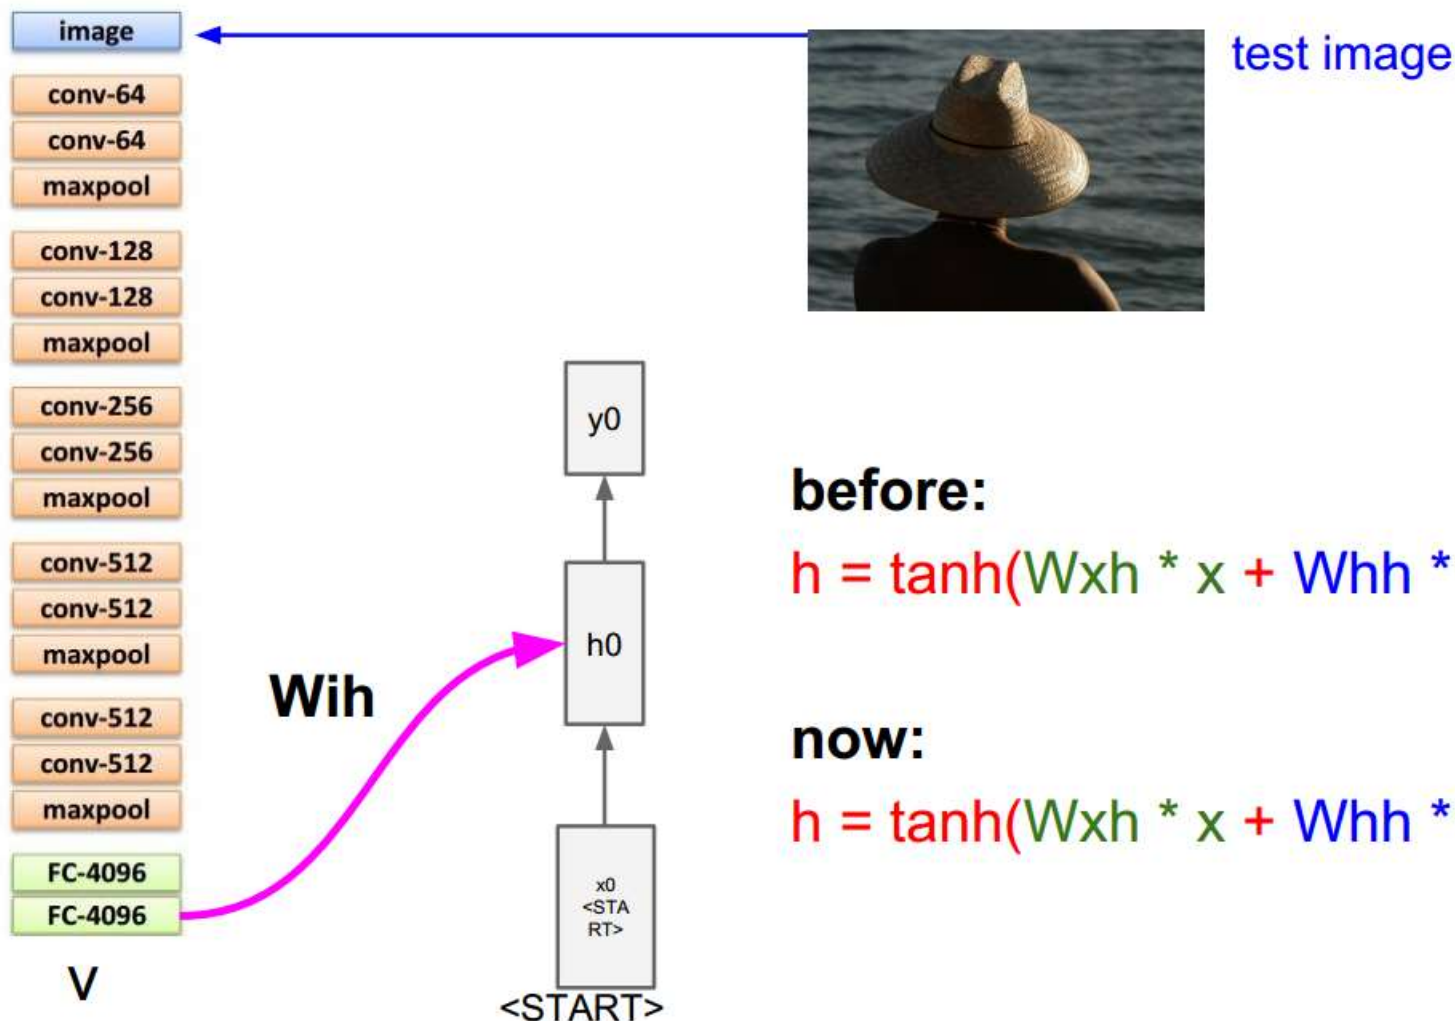 image
test image
conv-64
conv-64
maxpool
conv-128
conv-128
maxpool
conv-256
conv-256
maxpool
conv-512
conv-512
maxpool
conv-512
conv-512
maxpool
FC-4096
FC-4096
v
Wih
y0
h0
x0
<STA
RT>
<START>
before:
h = tanh(Wxh * x + Whh *
now:
h = tanh(Wxh * x + Whh *